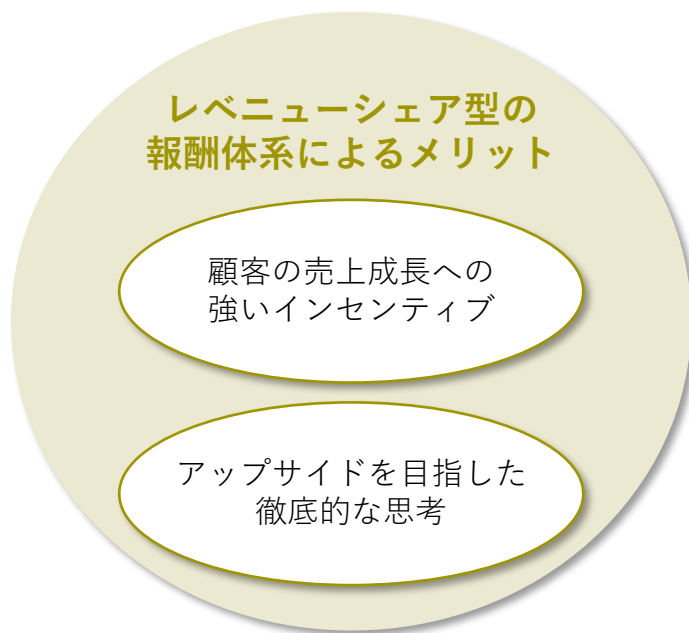 レベニューシェア型の
報酬体系によるメリット
顧客の売上成長への
強いインセンティブ
アップサイドを目指した
徹底的な思考